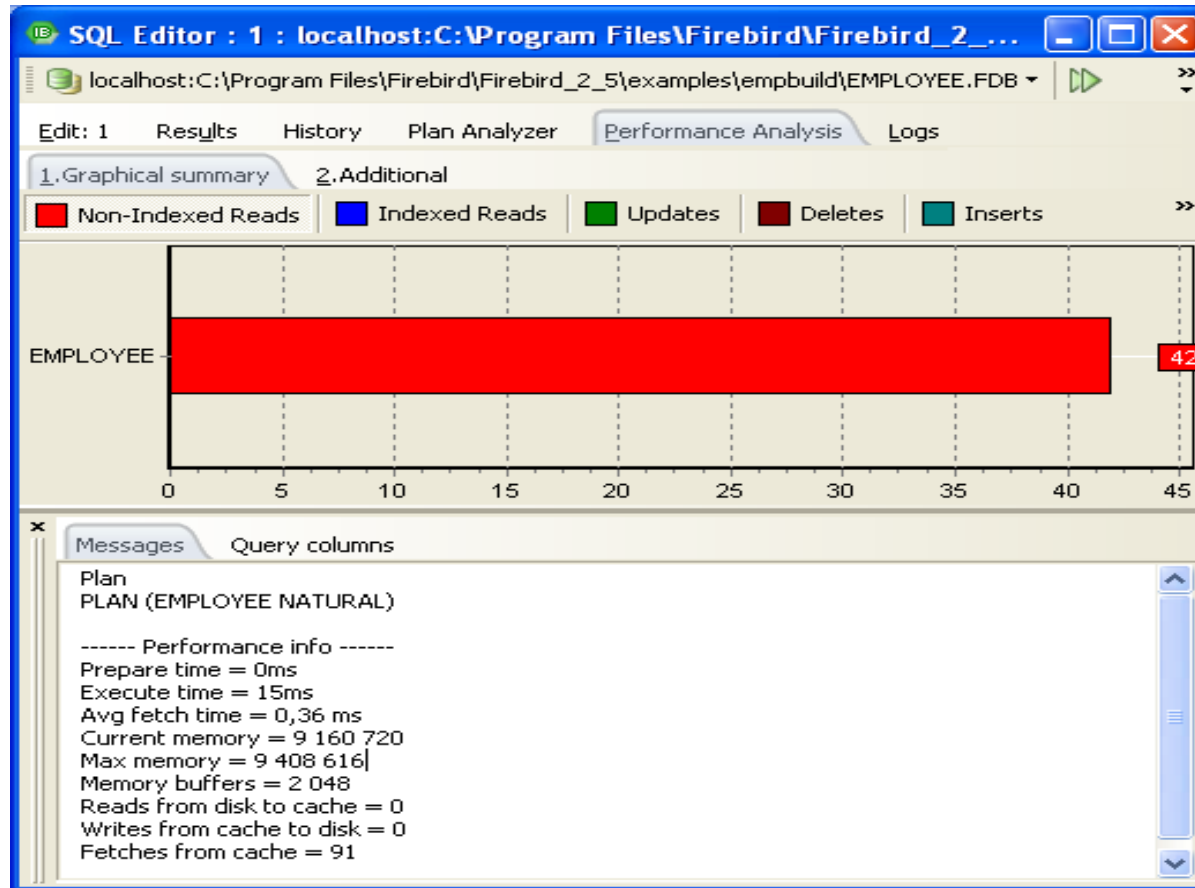 SQL Editor : 1 : localhost:C:\Program Files\Firebird\Firebird_2_...
localhost:C:\Program Files\Firebird\Firebird_2_5\examples\empbuild\EMPLOYEE.FDB
Edit: 1 Results History Plan Analyzer Performance Analysis Logs
1.Graphical summary 2.Additional
Non-Indexed Reads Indexed Reads Updates Deletes Inserts
EMPLOYEE 42
0 5 10 15 20 25 30 35 40 45
Messages Query columns
Plan
PLAN (EMPLOYEE NATURAL)
------ Performance info ------
Prepare time = 0ms
Execute time = 15ms
Avg fetch time = 0,36 ms
Current memory = 9 160 720
Max memory = 9 408 616
Memory buffers = 2 048
Reads from disk to cache = 0
Writes from cache to disk = 0
Fetches from cache = 91